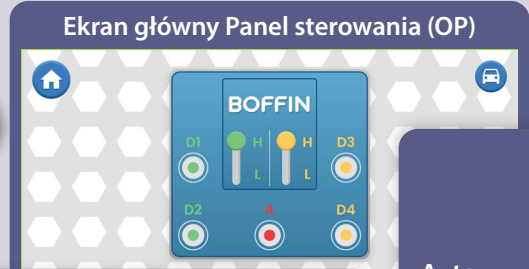 Ekran główny Panel sterowania (OP)
BOFFIN
D1 H H D3
L L
D2 A D4